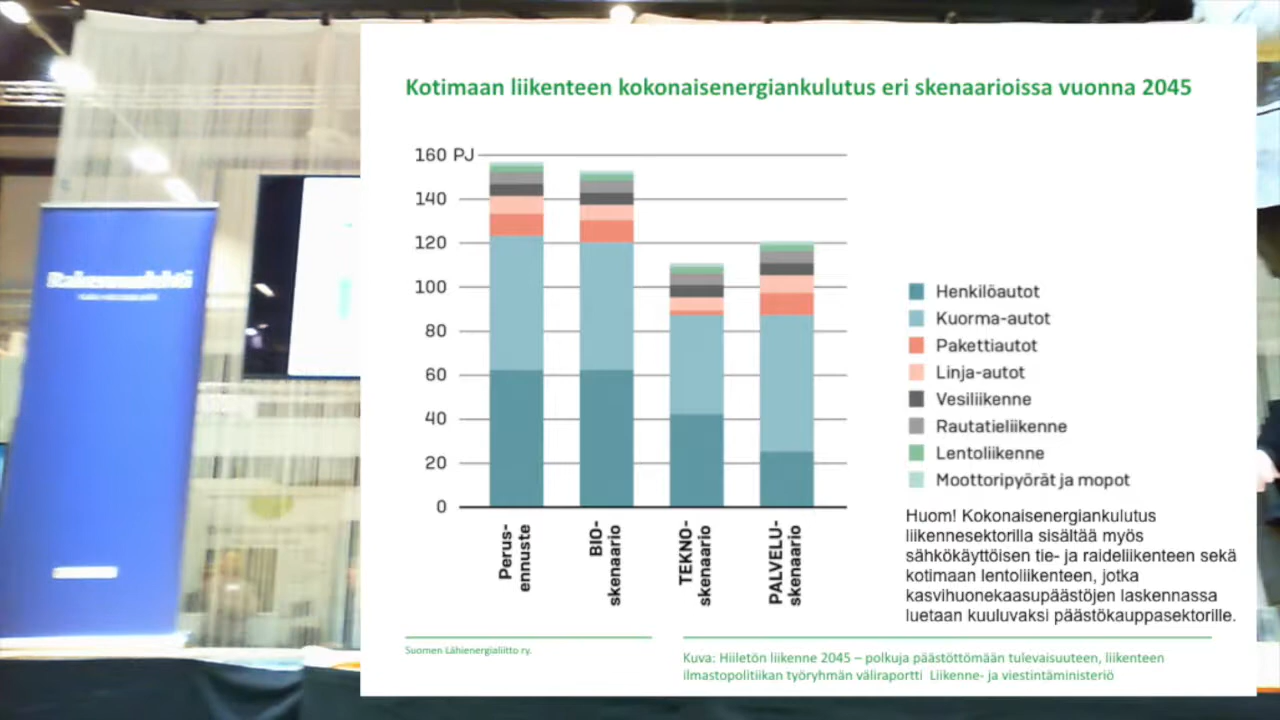 Kotimaan liikenteen kokonaisenergiankulutus eri skenaarioissa vuonna 2045
160 PJ
140
120
100
80
60
40
20
0
Perus-
ennuste
BIO-
skenaario
TEKNO-
skenaario
PALVELU-
skenaario
Henkilöautot
Kuorma-autot
Pakettiautot
Linja-autot
Vesiliikenne
Rautatieliikenne
Lentoliikenne
Moottoripyörät ja mopot
Huom! Kokonaisenergiankulutus
liikennesektorilla sisältää myös
sähkökäyttöisen tie- ja raideliikenteen sekä
kotimaan lentoliikenteen, jotka
kasvihuonekaasupäästöjen laskennassa
luetaan kuuluvaksi päästökauppasektorille.
Suomen Lähienergialiitto ry.
Kuva: Hiiletön liikenne 2045 – polkuja päästöttömään tulevaisuuteen, liikenteen
ilmastopolitiikan työryhmän väliraportti Liikenne- ja viestintäministeriö